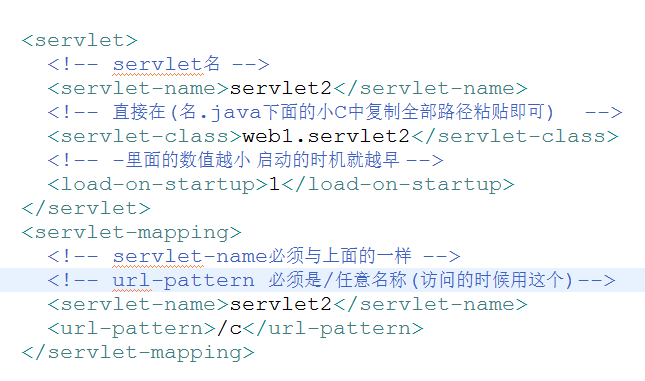 <servlet>
<!-- servlet名 -->
<servlet-name>servlet2</servlet-name>
<!-- 直接在(名.java下面的小C中复制全部路径粘贴即可)  -->
<servlet-class>web1.servlet2</servlet-class>
<!-- -里面的数值越小 启动的时机就越早 -->
<load-on-startup>1</load-on-startup>
</servlet>
<servlet-mapping>
<!-- servlet-name必须与上面的一样 -->
<!-- url-pattern 必须是/任意名称(访问的时候用这个)-->
<servlet-name>servlet2</servlet-name>
<url-pattern>/c</url-pattern>
</servlet-mapping>